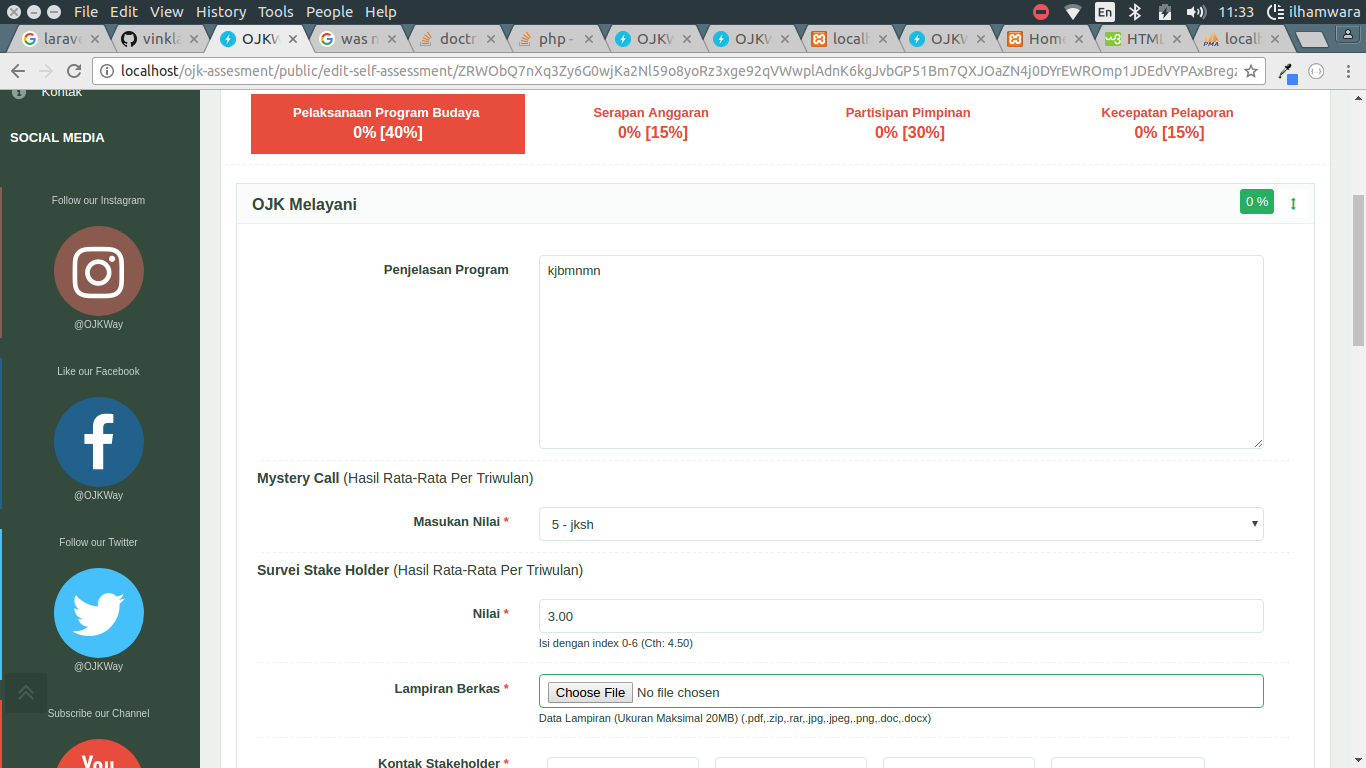 File Edit View History Tools People Help
En 11:33 ilhamwara
larave vinkla OJKW was n doctr php - OJKW OJKW local OJKW Hom HTML PMA local
localhost/ojk-assesment/public/edit-self-assessment/ZRWObQ7nXq3Zy6G0wjKa2Nl59o8yoRz3xge92qVWwplAdnK6kgJvbGP51Bm7QXJOaZN4j0DYrEWROmp1JDEdVYPAxBregz
Kontak
SOCIAL MEDIA
Follow our Instagram
@OJKWay
Like our Facebook
@OJKWay
Follow our Twitter
@OJKWay
Subscribe our Channel
You
Pelaksanaan Program Budaya
0% [40%]
Serapan Anggaran
0% [15%]
Partisipan Pimpinan
0% [30%]
Kecepatan Pelaporan
0% [15%]
OJK Melayani
0 %
Penjelasan Program
kjbmnmn
Mystery Call (Hasil Rata-Rata Per Triwulan)
Masukan Nilai *
5 - jksh
Survei Stake Holder (Hasil Rata-Rata Per Triwulan)
Nilai *
3.00
Isi dengan index 0-6 (Cth: 4.50)
Lampiran Berkas *
Choose File No file chosen
Data Lampiran (Ukuran Maksimal 20MB) (.pdf,.zip,.rar,.jpg,.jpeg,.png,.doc,.docx)
Kontak Stakeholder *